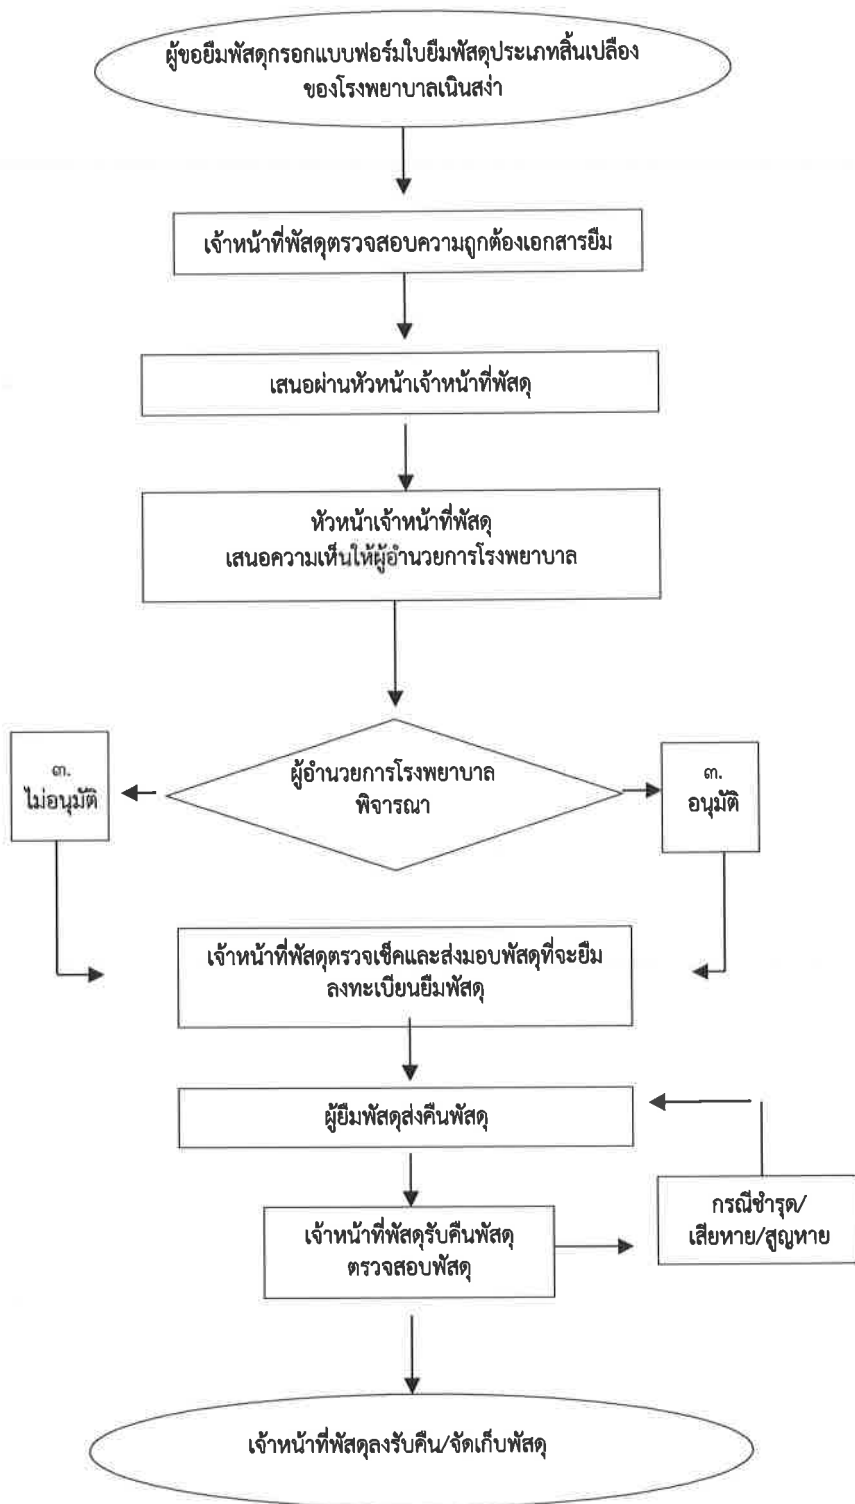 ผู้ขอยืมพัสดุกรอกแบบฟอร์มใบยืมพัสดุประเภทสิ้นเปลือง
ของโรงพยาบาลเนินสง่า
เจ้าหน้าที่พัสดุตรวจสอบความถูกต้องเอกสารยืม
เสนอผ่านหัวหน้าเจ้าหน้าที่พัสดุ
หัวหน้าเจ้าหน้าที่พัสดุ
เสนอความเห็นให้ผู้อำนวยการโรงพยาบาล
ผู้อำนวยการโรงพยาบาล
พิจารณา
๓.
ไม่อนุมัติ
๓.
อนุมัติ
เจ้าหน้าที่พัสดุตรวจเช็คและส่งมอบพัสดุที่จะยืม
ลงทะเบียนยืมพัสดุ
ผู้ยืมพัสดุส่งคืนพัสดุ
เจ้าหน้าที่พัสดุรับคืนพัสดุ
ตรวจสอบพัสดุ
กรณีชำรุด/
เสียหาย/สูญหาย
เจ้าหน้าที่พัสดุลงรับคืน/จัดเก็บพัสดุ